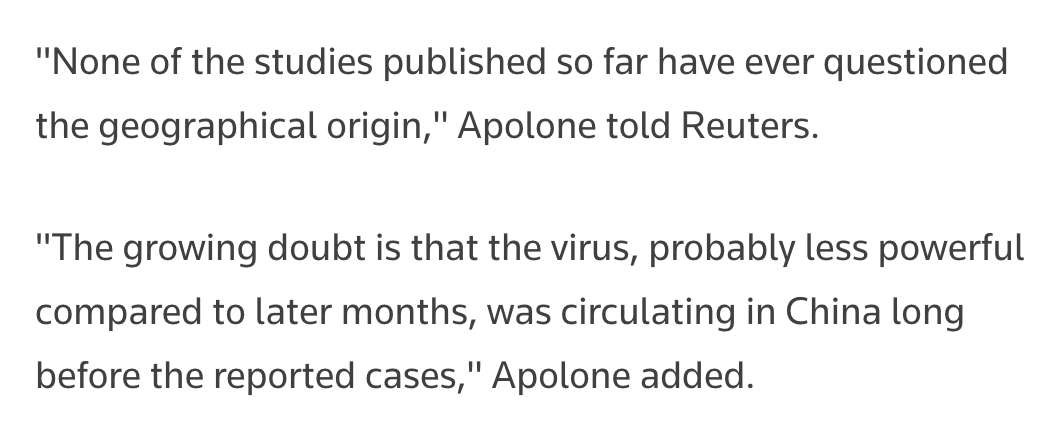 "None of the studies published so far have ever questioned
the geographical origin," Apolone told Reuters.
"The growing doubt is that the virus, probably less powerful
compared to later months, was circulating in China long
before the reported cases," Apolone added.